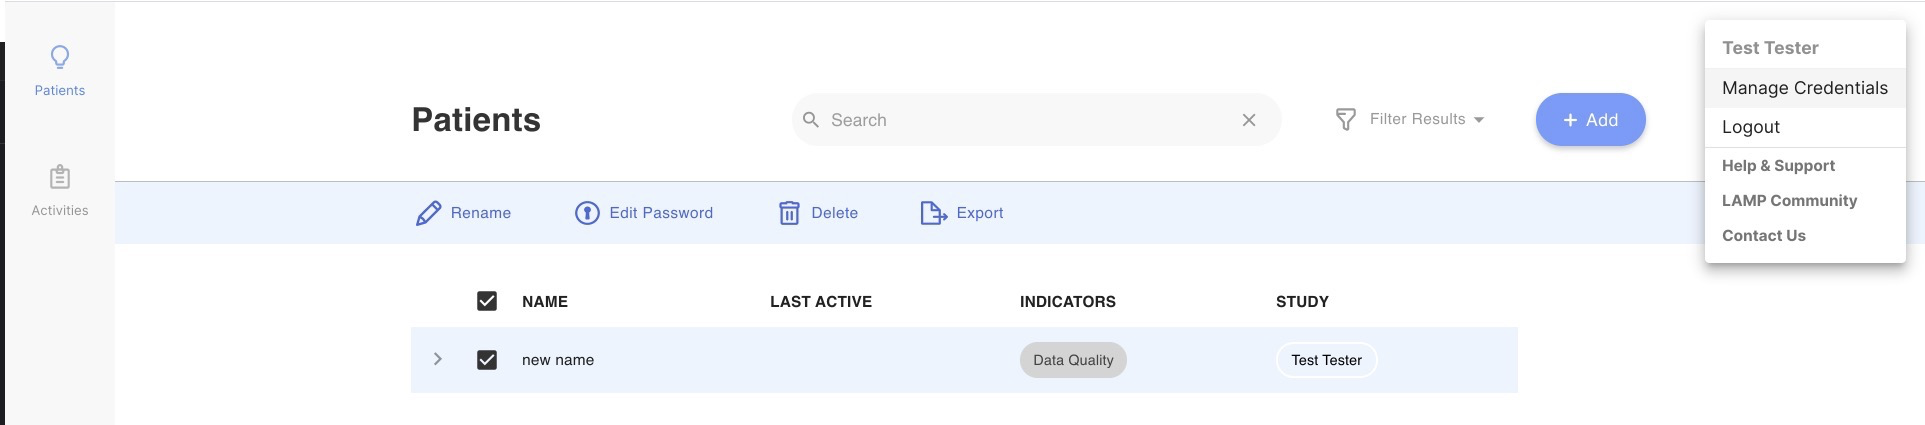 Patients
Activities
Patients
Search
Filter Results
+ Add
Test Tester
Manage Credentials
Logout
Help & Support
LAMP Community
Contact Us
Rename
Edit Password
Delete
Export
NAME LAST ACTIVE INDICATORS STUDY
new name Data Quality Test Tester